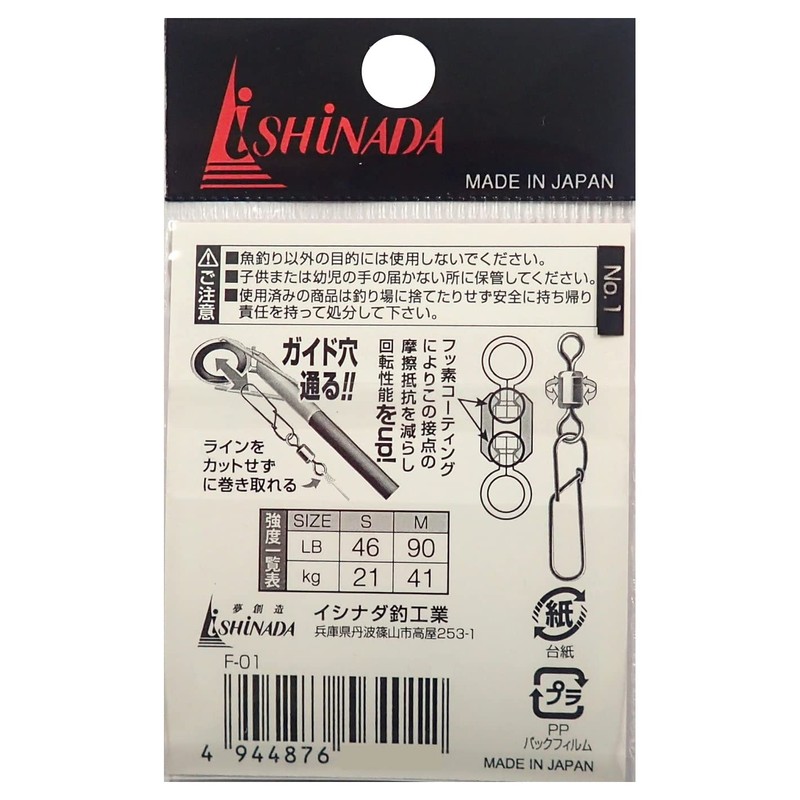 iSHiNADA
MADE IN JAPAN
ご注意
■魚釣り以外の目的には使用しないでください。
■子供または幼児の手の届かない所に保管してください。
■使用済みの商品は釣り場に捨てたりせず安全に持ち帰り
責任を持って処分して下さい。
No.1
ガイド穴
通る!!
ラインを
カットせず
に巻き取れる
フッ素コーティング
によりこの接点の
摩擦抵抗を減らし
回転性能をup!
強度一覧表
SIZE S M
LB 46 90
kg 21 41
夢創造
iSHiNADA
イシナダ釣工業
兵庫県丹波篠山市高屋253-1
F-01
4 944876
紙
台紙
プラ
PP
バックフィルム
MADE IN JAPAN